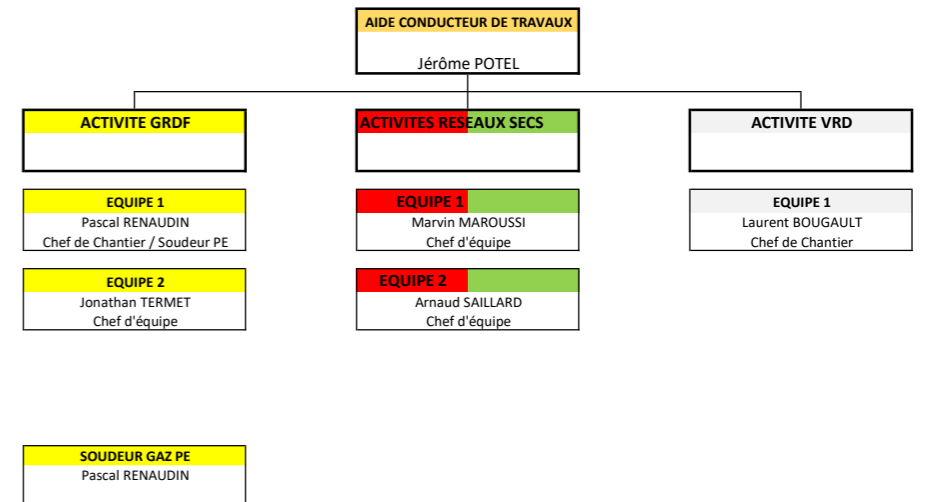 AIDE CONDUCTEUR DE TRAVAUX
Jérôme POTEL
ACTIVITE GRDF
ACTIVITES RESEAUX SECS
ACTIVITE VRD
EQUIPE 1
Pascal RENAUDIN
Chef de Chantier / Soudeur PE
EQUIPE 1
Marvin MAROUSSI
Chef d'équipe
EQUIPE 1
Laurent BOUGAULT
Chef de Chantier
EQUIPE 2
Jonathan TERMET
Chef d'équipe
EQUIPE 2
Arnaud SAILLARD
Chef d'équipe
SOUDEUR GAZ PE
Pascal RENAUDIN